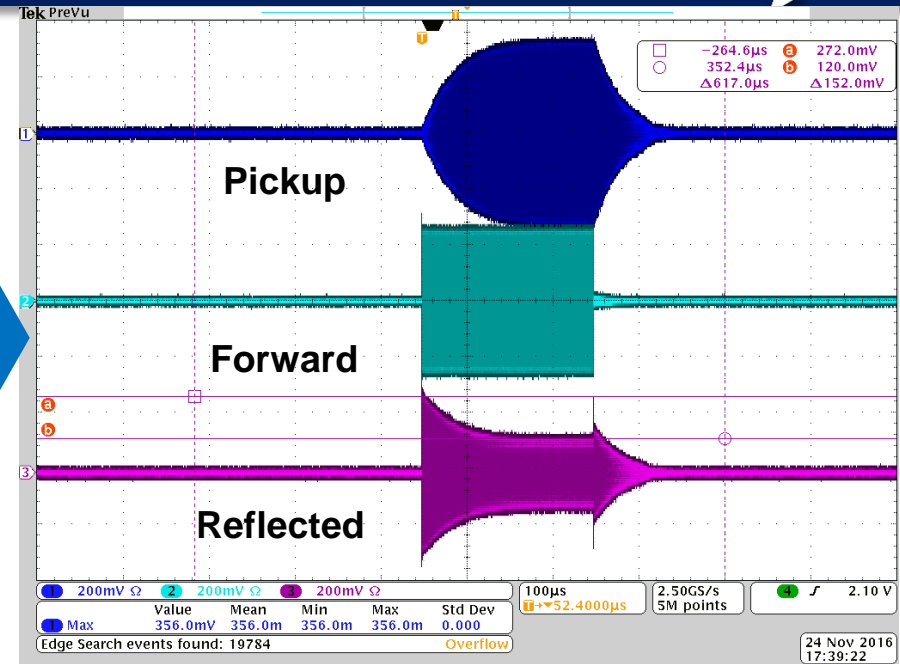 Tek PreVu
T
T
□ −264.6µs a 272.0mV
○ 352.4µs b 120.0mV
Δ617.0µs Δ152.0mV
1
Pickup
2
Forward
a
b
3
Reflected
1 200mV Ω 2 200mV Ω 3 200mV Ω
100µs
T→▼52.4000µs
2.50GS/s
5M points
4 ʃ 2.10 V
Value Mean Min Max Std Dev
1 Max 356.0mV 356.0m 356.0m 356.0m 0.000
Edge Search events found: 19784 Overflow
24 Nov 2016
17:39:22